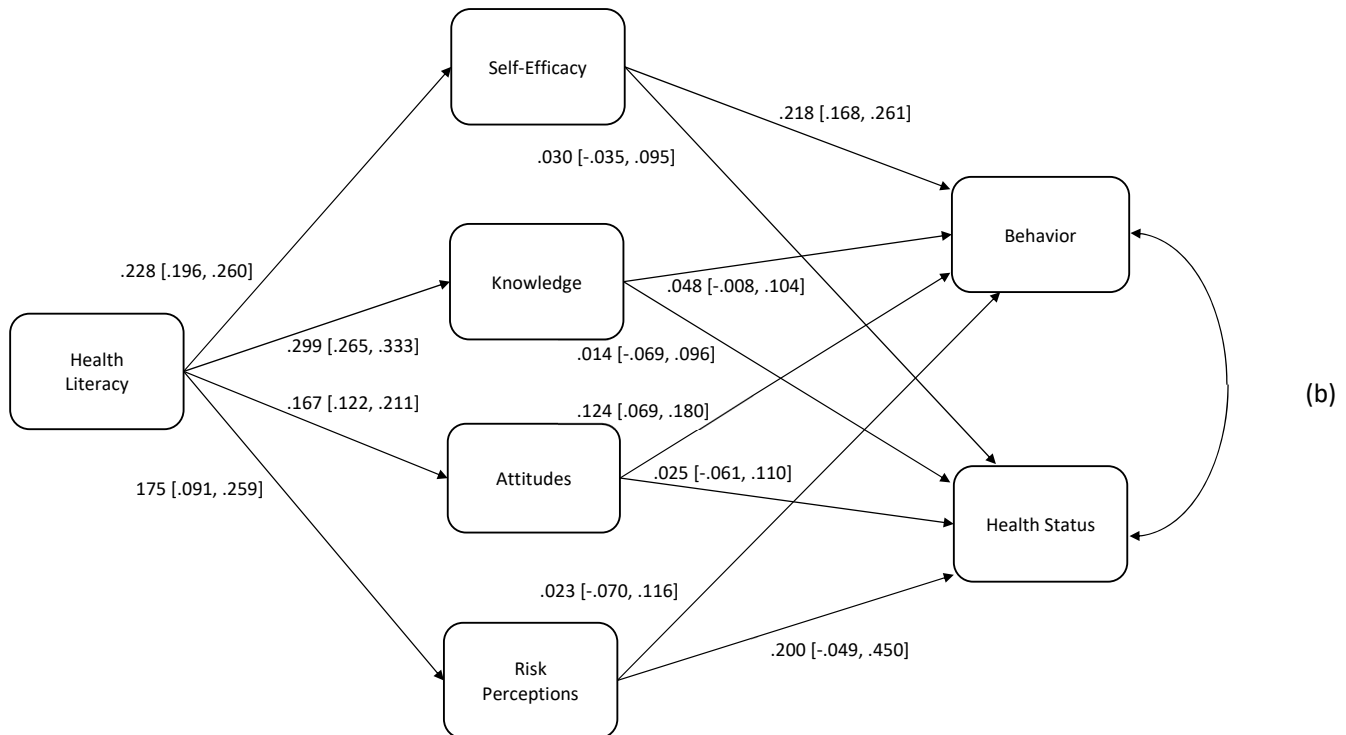 Self-Efficacy
.218 [.168, .261]
.030 [-.035, .095]
Behavior
.228 [.196, .260]
Knowledge
.048 [-.008, .104]
.299 [.265, .333]
.014 [-.069, .096]
Health
Literacy
.167 [.122, .211]
.124 [.069, .180]
(b)
.025 [-.061, .110]
Attitudes
175 [.091, .259]
Health Status
.023 [-.070, .116]
.200 [-.049, .450]
Risk
Perceptions